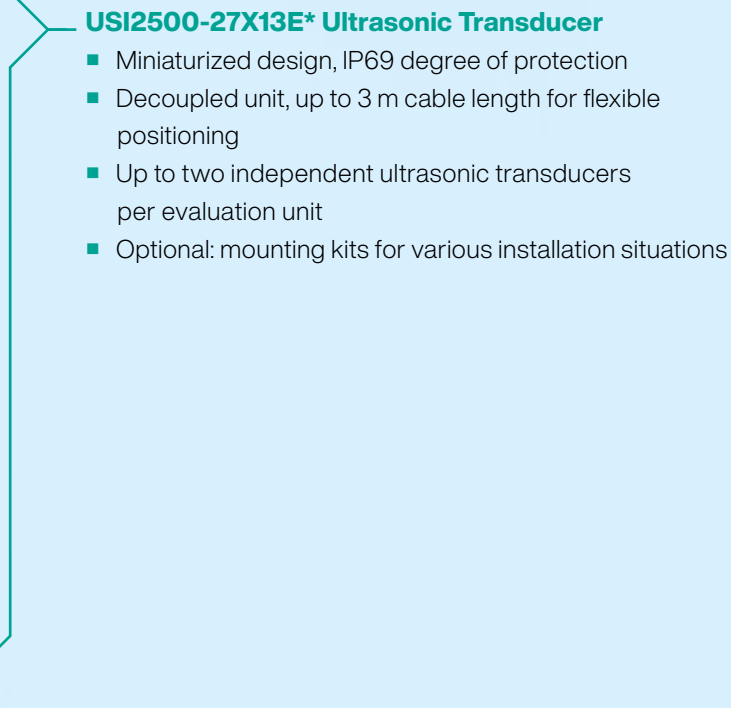 USI2500-27X13E* Ultrasonic Transducer
■ Miniaturized design, IP69 degree of protection
■ Decoupled unit, up to 3 m cable length for flexible
positioning
■ Up to two independent ultrasonic transducers
per evaluation unit
■ Optional: mounting kits for various installation situations